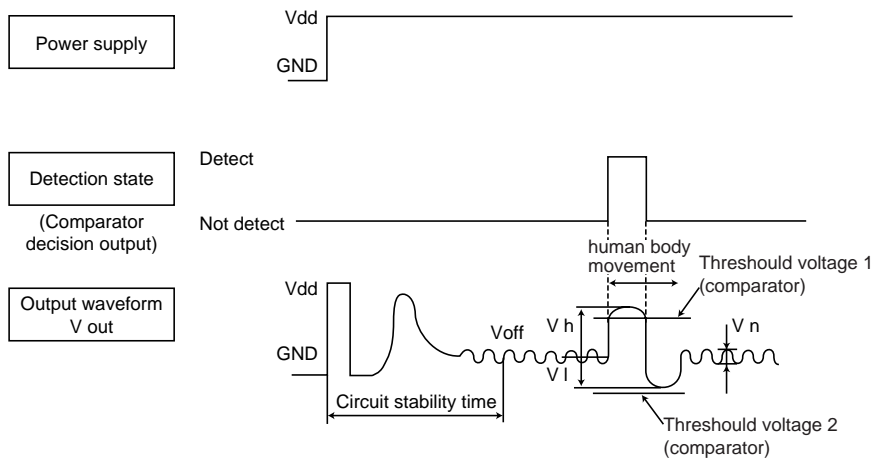 Power supply
Vdd
GND
Detection state
(Comparator
decision output)
Detect
Not detect
human body
movement
Threshould voltage 1
(comparator)
Output waveform
V out
Vdd
GND
Voff
V h
V l
V n
Circuit stability time
Threshould voltage 2
(comparator)